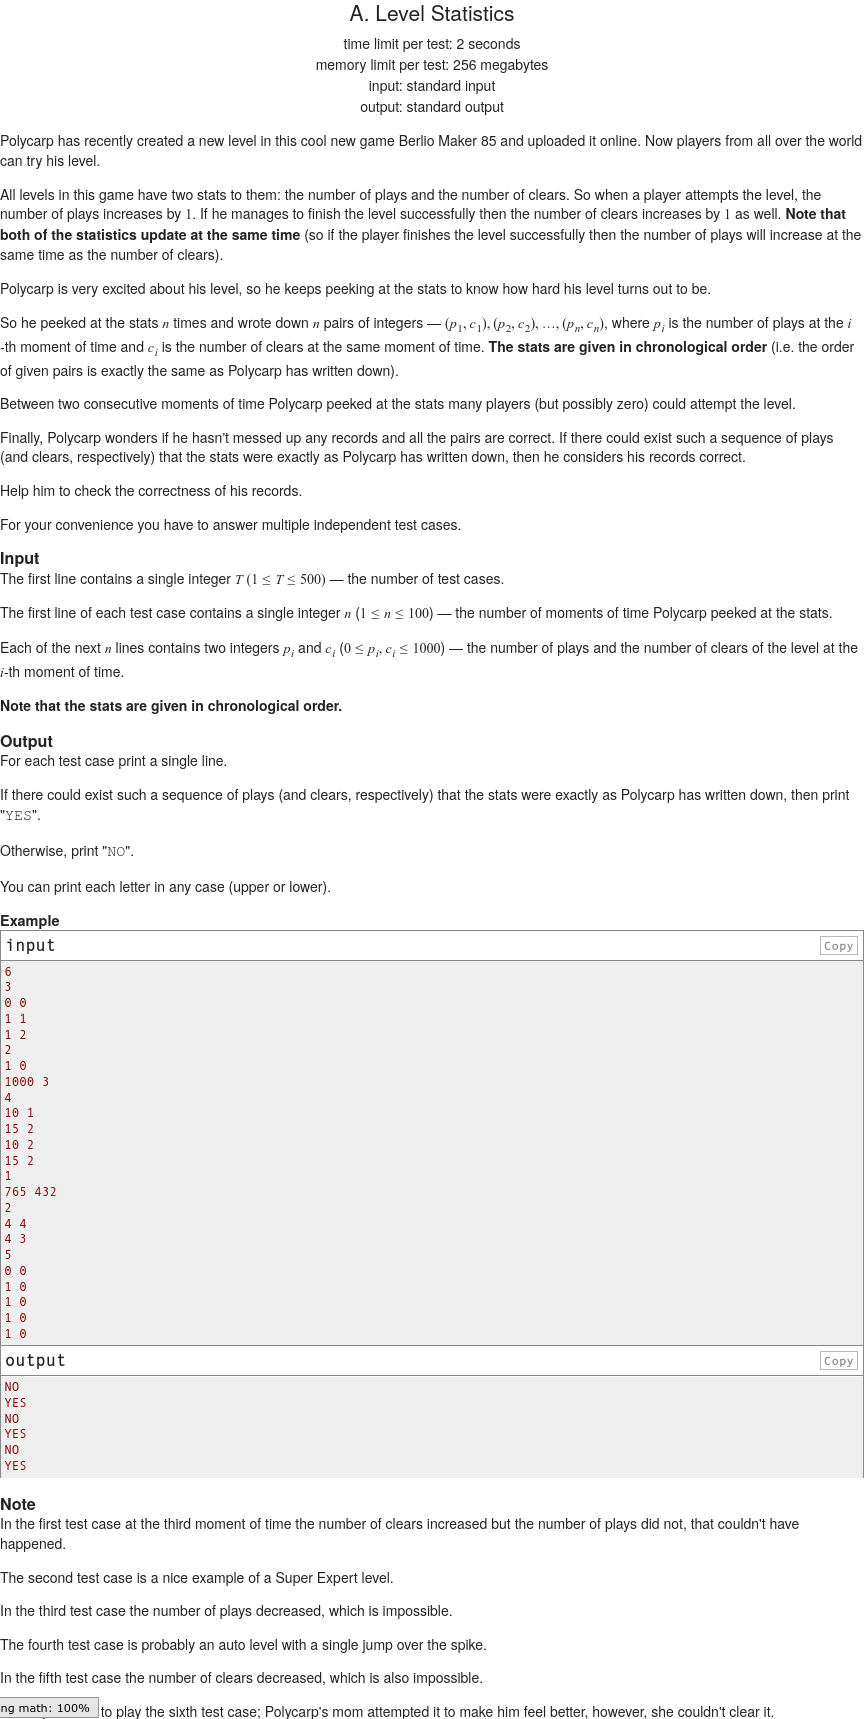 A. Level Statistics
time limit per test: 2 seconds
memory limit per test: 256 megabytes
input: standard input
output: standard output
Polycarp has recently created a new level in this cool new game Berlio Maker 85 and uploaded it online. Now players from all over the world
can try his level.
All levels in this game have two stats to them: the number of plays and the number of clears. So when a player attempts the level, the
number of plays increases by 1. If he manages to finish the level successfully then the number of clears increases by 1 as well. Note that
both of the statistics update at the same time (so if the player finishes the level successfully then the number of plays will increase at the
same time as the number of clears).
Polycarp is very excited about his level, so he keeps peeking at the stats to know how hard his level turns out to be.
So he peeked at the stats n times and wrote down n pairs of integers — (p1, c1), (p2, c2), …, (pn, cn), where pi is the number of plays at the i
-th moment of time and ci is the number of clears at the same moment of time. The stats are given in chronological order (i.e. the order
of given pairs is exactly the same as Polycarp has written down).
Between two consecutive moments of time Polycarp peeked at the stats many players (but possibly zero) could attempt the level.
Finally, Polycarp wonders if he hasn't messed up any records and all the pairs are correct. If there could exist such a sequence of plays
(and clears, respectively) that the stats were exactly as Polycarp has written down, then he considers his records correct.
Help him to check the correctness of his records.
For your convenience you have to answer multiple independent test cases.
Input
The first line contains a single integer T (1 ≤ T ≤ 500) — the number of test cases.
The first line of each test case contains a single integer n (1 ≤ n ≤ 100) — the number of moments of time Polycarp peeked at the stats.
Each of the next n lines contains two integers pi and ci (0 ≤ pi, ci ≤ 1000) — the number of plays and the number of clears of the level at the
i-th moment of time.
Note that the stats are given in chronological order.
Output
For each test case print a single line.
If there could exist such a sequence of plays (and clears, respectively) that the stats were exactly as Polycarp has written down, then print
"YES".
Otherwise, print "NO".
You can print each letter in any case (upper or lower).
Example
input Copy
6
3
0 0
1 1
1 2
2
1 0
1000 3
4
10 1
15 2
10 2
15 2
1
765 432
2
4 4
4 3
5
0 0
1 0
1 0
1 0
1 0
output Copy
NO
YES
NO
YES
NO
YES
Note
In the first test case at the third moment of time the number of clears increased but the number of plays did not, that couldn't have
happened.
The second test case is a nice example of a Super Expert level.
In the third test case the number of plays decreased, which is impossible.
The fourth test case is probably an auto level with a single jump over the spike.
In the fifth test case the number of clears decreased, which is also impossible.
ng math: 100% to play the sixth test case; Polycarp's mom attempted it to make him feel better, however, she couldn't clear it.